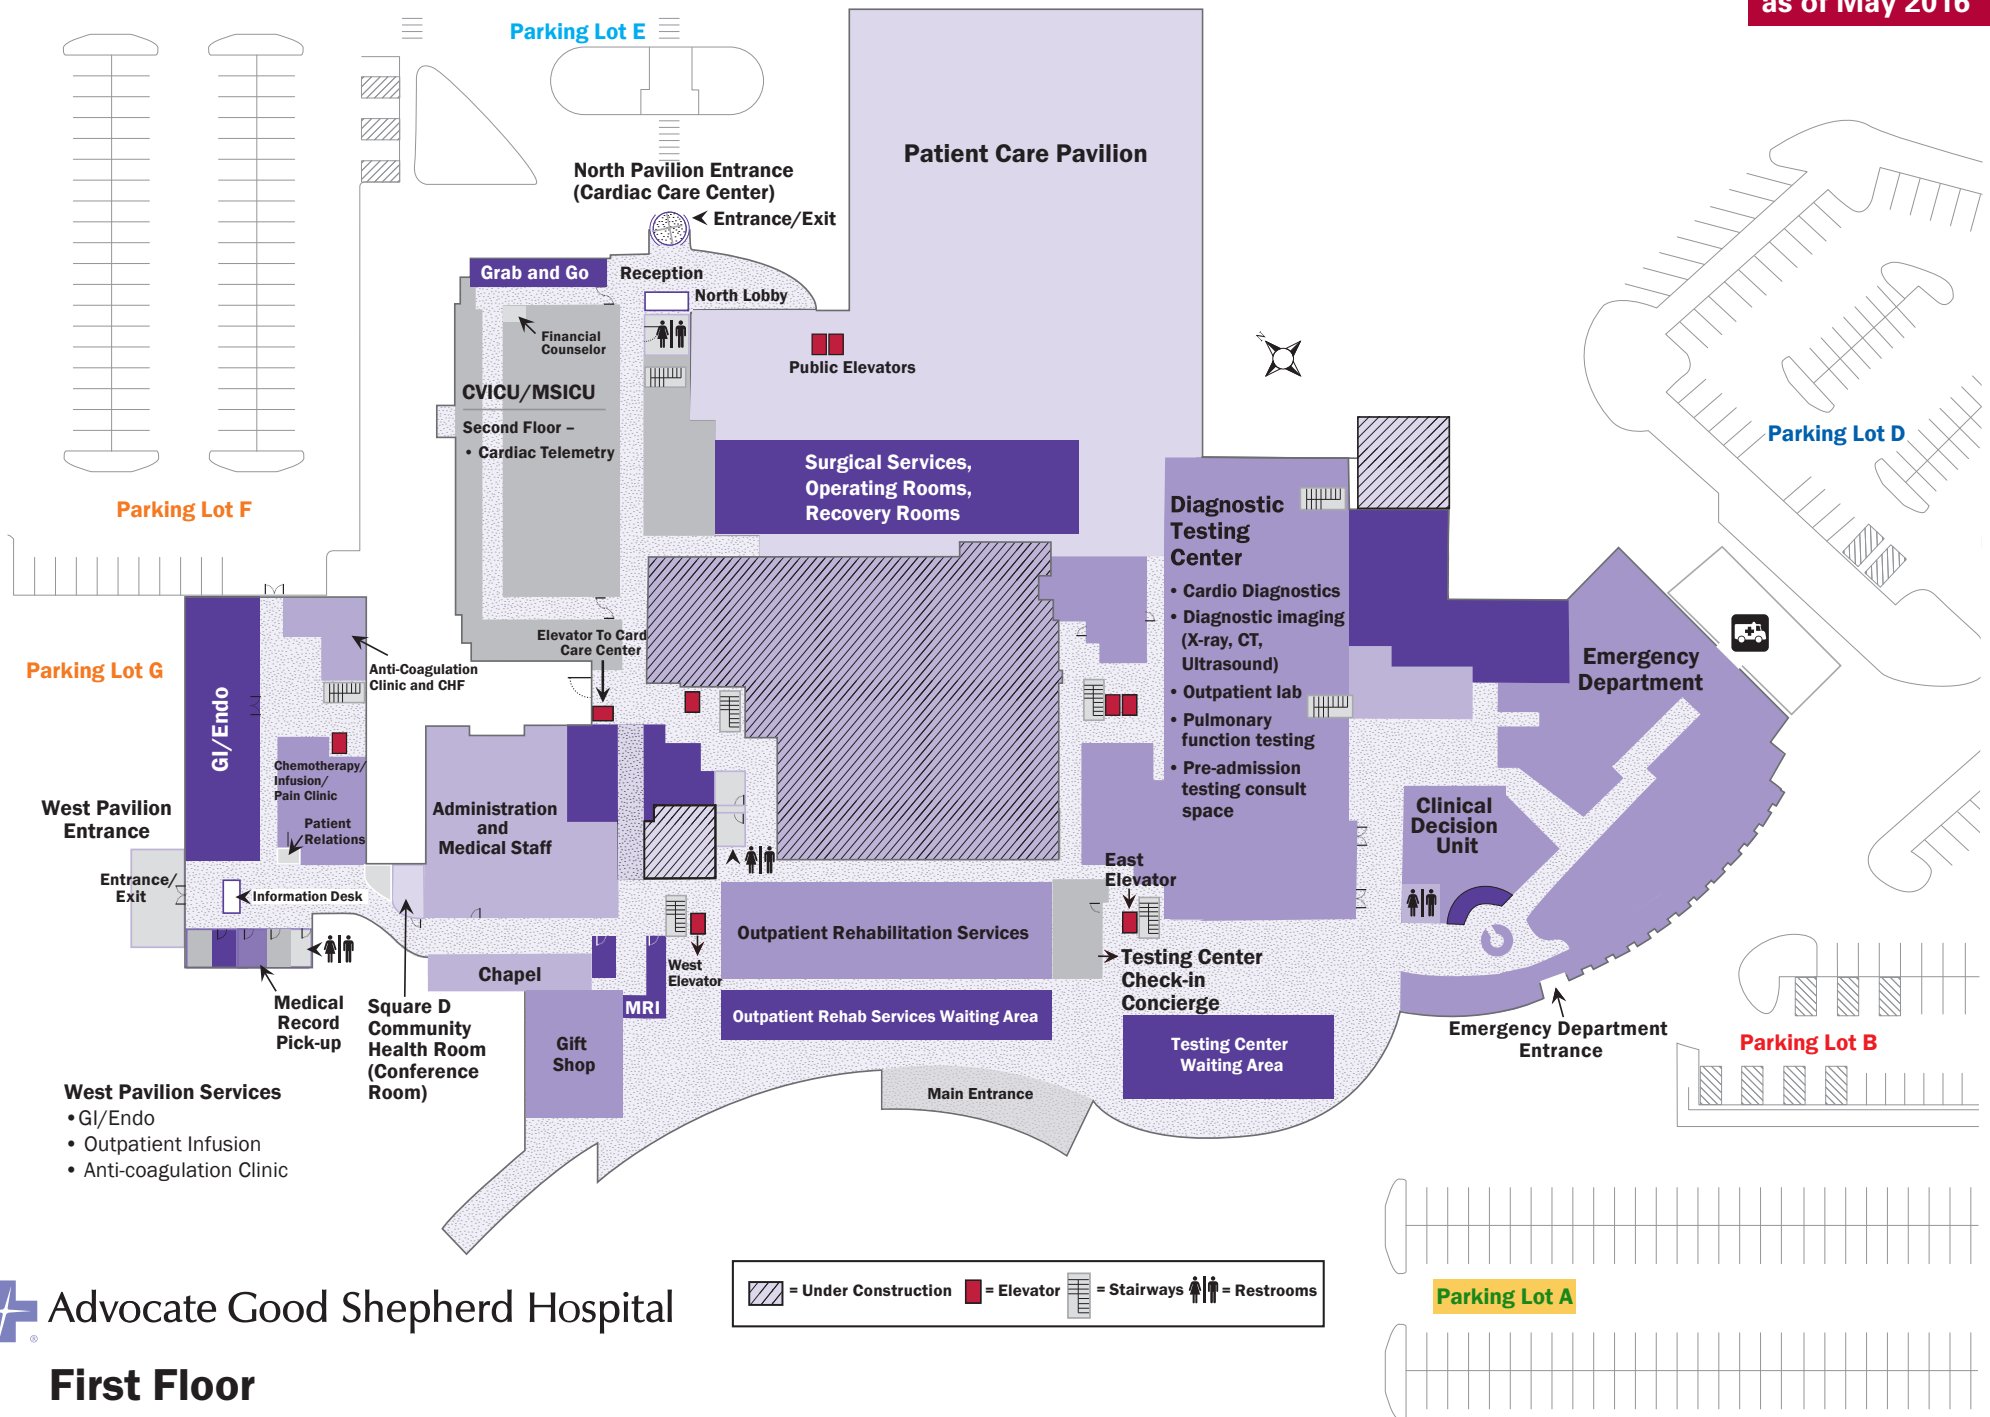 as of May 2016
Parking Lot E
Patient Care Pavilion
North Pavilion Entrance
(Cardiac Care Center)
Entrance/Exit
Grab and Go
Reception
North Lobby
Financial
Counselor
Public Elevators
N
CVICU/MSICU
Second Floor –
• Cardiac Telemetry
Parking Lot D
Surgical Services,
Operating Rooms,
Recovery Rooms
Parking Lot F
Diagnostic
Testing
Center
• Cardio Diagnostics
• Diagnostic imaging
(X-ray, CT,
Ultrasound)
• Outpatient lab
• Pulmonary
function testing
• Pre-admission
testing consult
space
Elevator To Card
Care Center
Emergency
Department
Parking Lot G
Anti-Coagulation
Clinic and CHF
GI/Endo
Chemotherapy/
Infusion/
Pain Clinic
Patient
Relations
West Pavilion
Entrance
Administration
and
Medical Staff
Clinical
Decision
Unit
Entrance/
Exit
Information Desk
East
Elevator
Outpatient Rehabilitation Services
West
Elevator
Testing Center
Check-in
Concierge
Chapel
MRI
Medical
Record
Pick-up
Square D
Community
Health Room
(Conference
Room)
Outpatient Rehab Services Waiting Area
Gift
Shop
Testing Center
Waiting Area
Emergency Department
Entrance
Parking Lot B
Main Entrance
West Pavilion Services
•GI/Endo
• Outpatient Infusion
• Anti-coagulation Clinic
= Under Construction = Elevator = Stairways = Restrooms
Parking Lot A
® Advocate Good Shepherd Hospital
First Floor